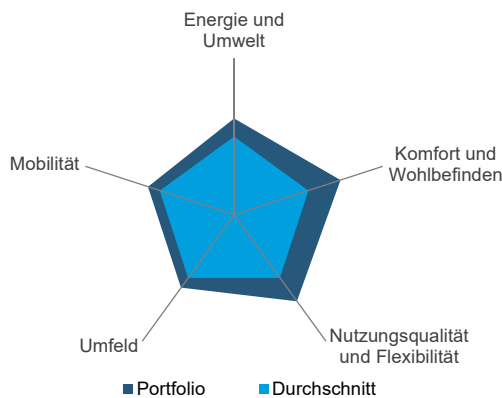 Energie und
Umwelt
Komfort und
Wohlbefinden
Mobilität
Nutzungsqualität
und Flexibilität
Umfeld
Portfolio
Durchschnitt